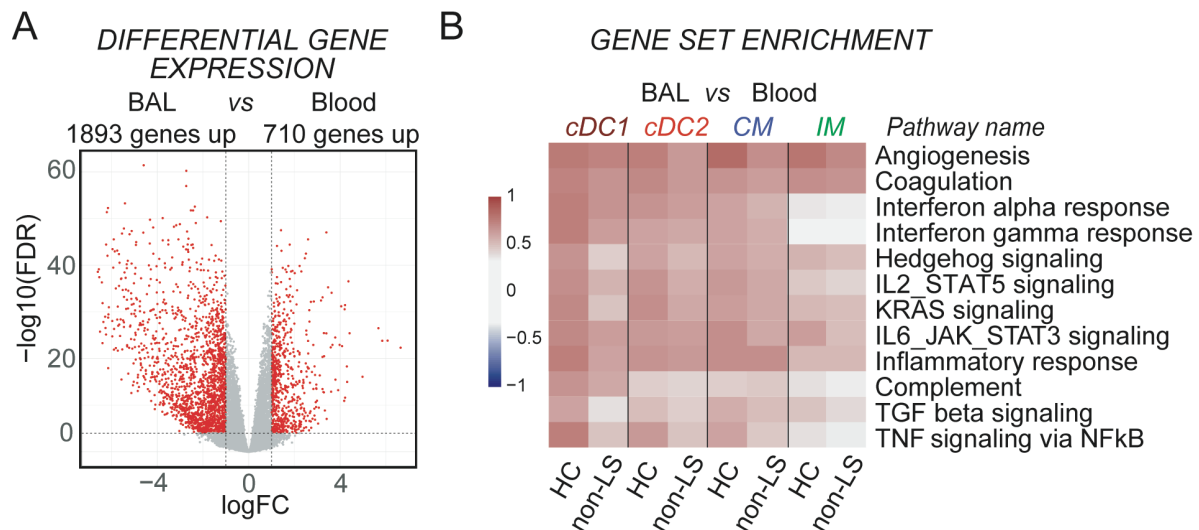 A
DIFFERENTIAL GENE
EXPRESSION
BAL vs Blood
1893 genes up 710 genes up
−log10(FDR)
60
40
20
0
−4 0 4
logFC
B
GENE SET ENRICHMENT
BAL vs Blood
cDC1 cDC2 CM IM Pathway name
1
0.5
0
−0.5
−1
Angiogenesis
Coagulation
Interferon alpha response
Interferon gamma response
Hedgehog signaling
IL2_STAT5 signaling
KRAS signaling
IL6_JAK_STAT3 signaling
Inflammatory response
Complement
TGF beta signaling
TNF signaling via NFkB
HC non-LS HC non-LS HC non-LS HC non-LS